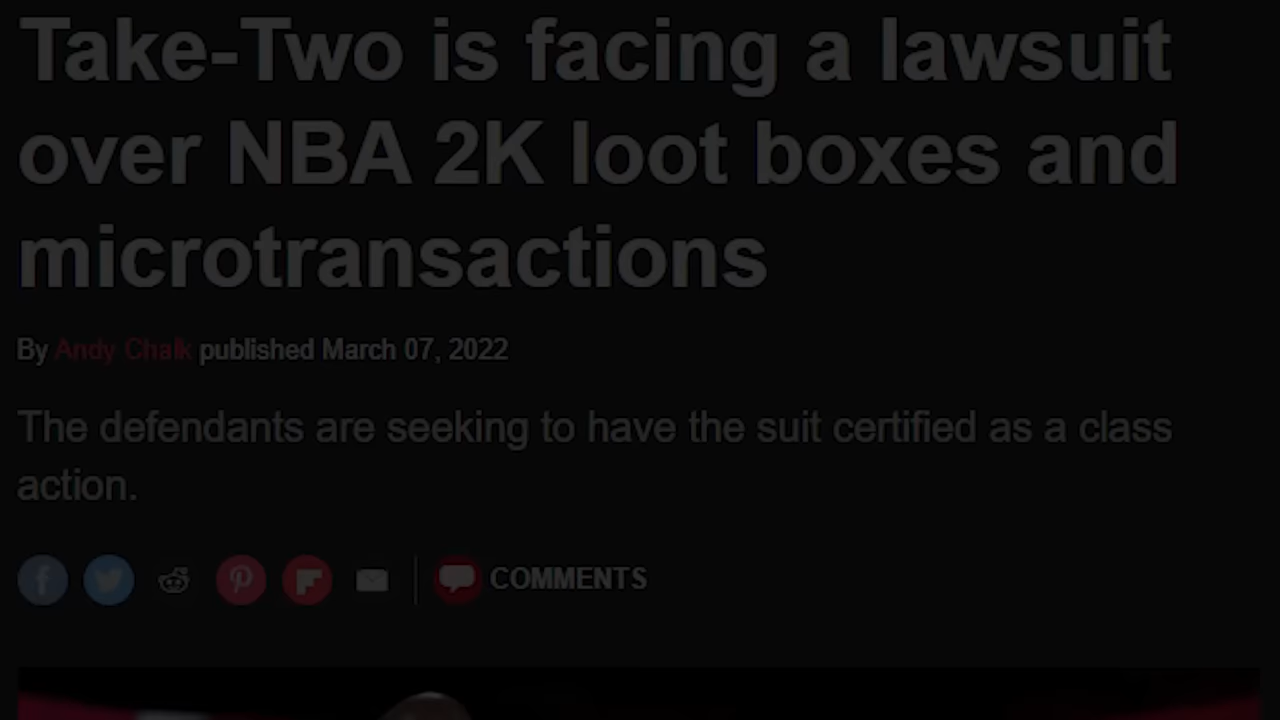 Take-Two is facing a lawsuit
over NBA 2K loot boxes and
microtransactions
By Andy Chalk published March 07, 2022
The defendants are seeking to have the suit certified as a class
action.
COMMENTS